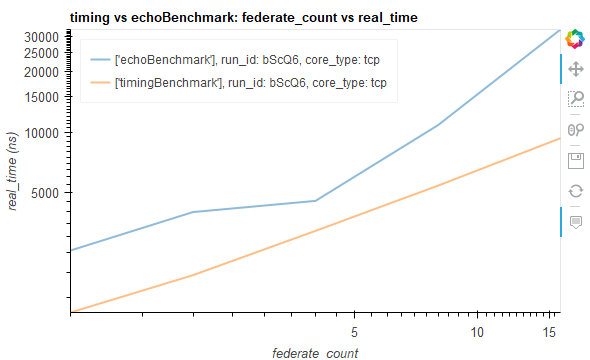 timing vs echoBenchmark: federate_count vs real_time
['echoBenchmark'], run_id: bScQ6, core_type: tcp
['timingBenchmark'], run_id: bScQ6, core_type: tcp
real_time (ns)
30000
25000
20000
15000
10000
5000
5
10
15
federate_count